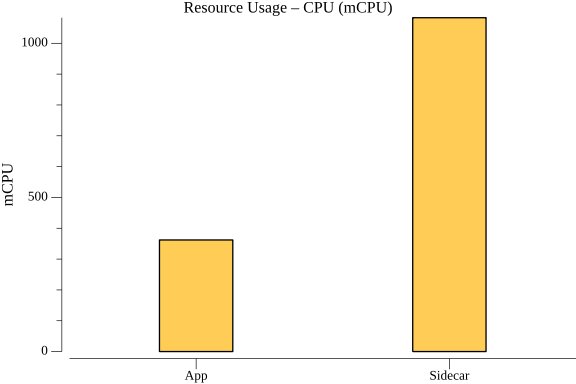 Resource Usage – CPU (mCPU)
1000
500
0
mCPU
App
Sidecar